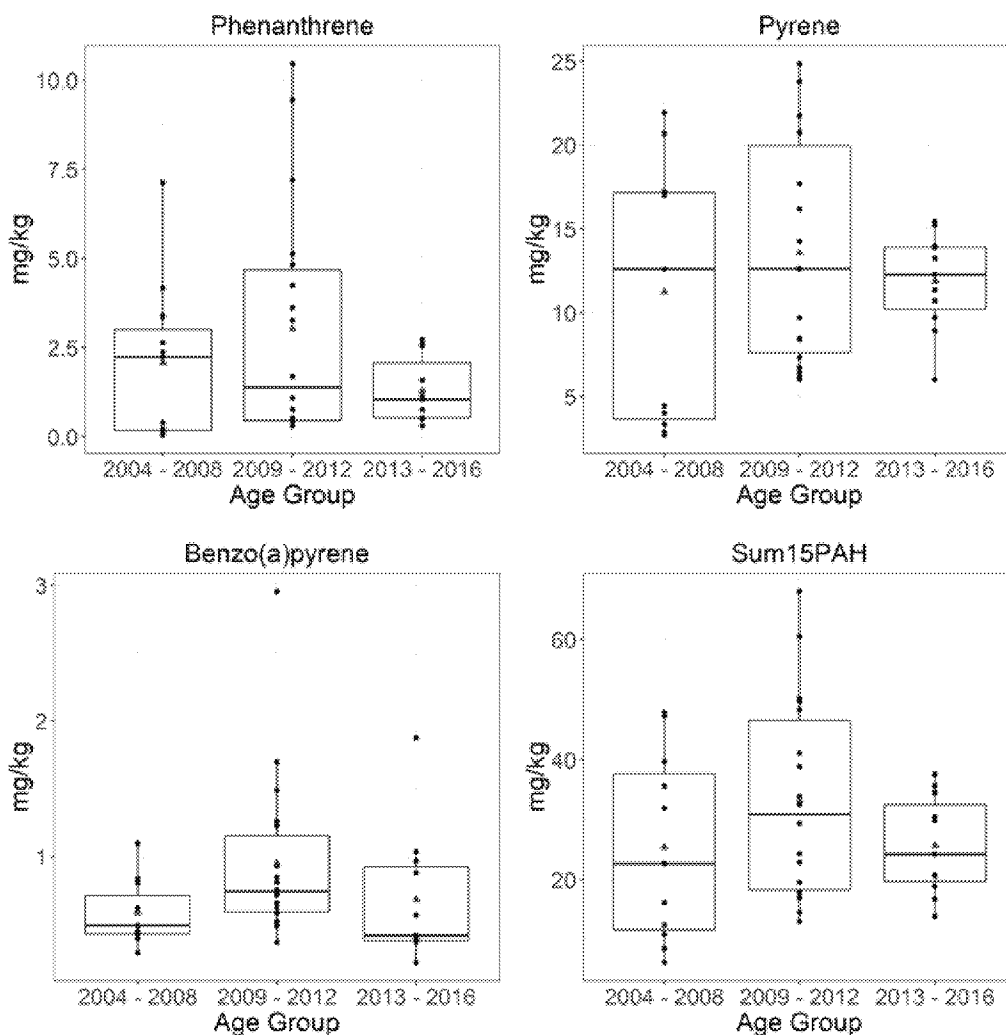 Phenanthrene
mg/kg
10.0
7.5
5.0
2.5
0.0
2004 - 2008 2009 - 2012 2013 - 2016
Age Group
Pyrene
mg/kg
25
20
15
10
5
2004 - 2008 2009 - 2012 2013 - 2016
Age Group
Benzo(a)pyrene
mg/kg
3
2
1
2004 - 2008 2009 - 2012 2013 - 2016
Age Group
Sum15PAH
mg/kg
60
40
20
2004 - 2008 2009 - 2012 2013 - 2016
Age Group